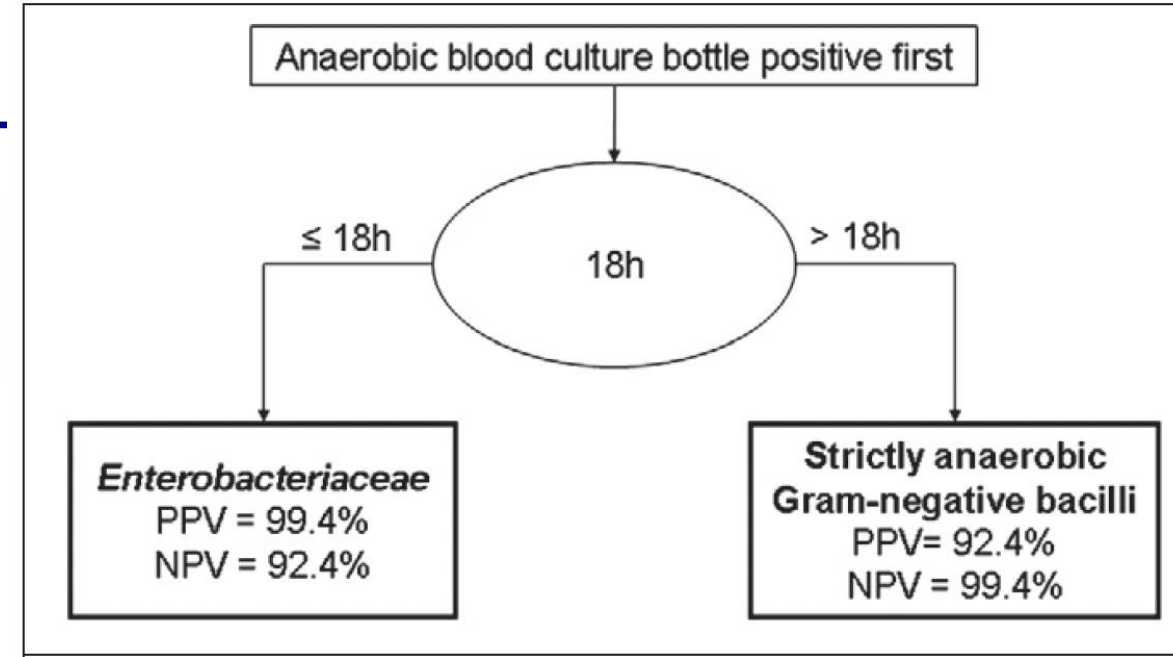 Anaerobic blood culture bottle positive first
≤ 18h
> 18h
18h
Enterobacteriaceae
PPV = 99.4%
NPV = 92.4%
Strictly anaerobic
Gram-negative bacilli
PPV= 92.4%
NPV = 99.4%